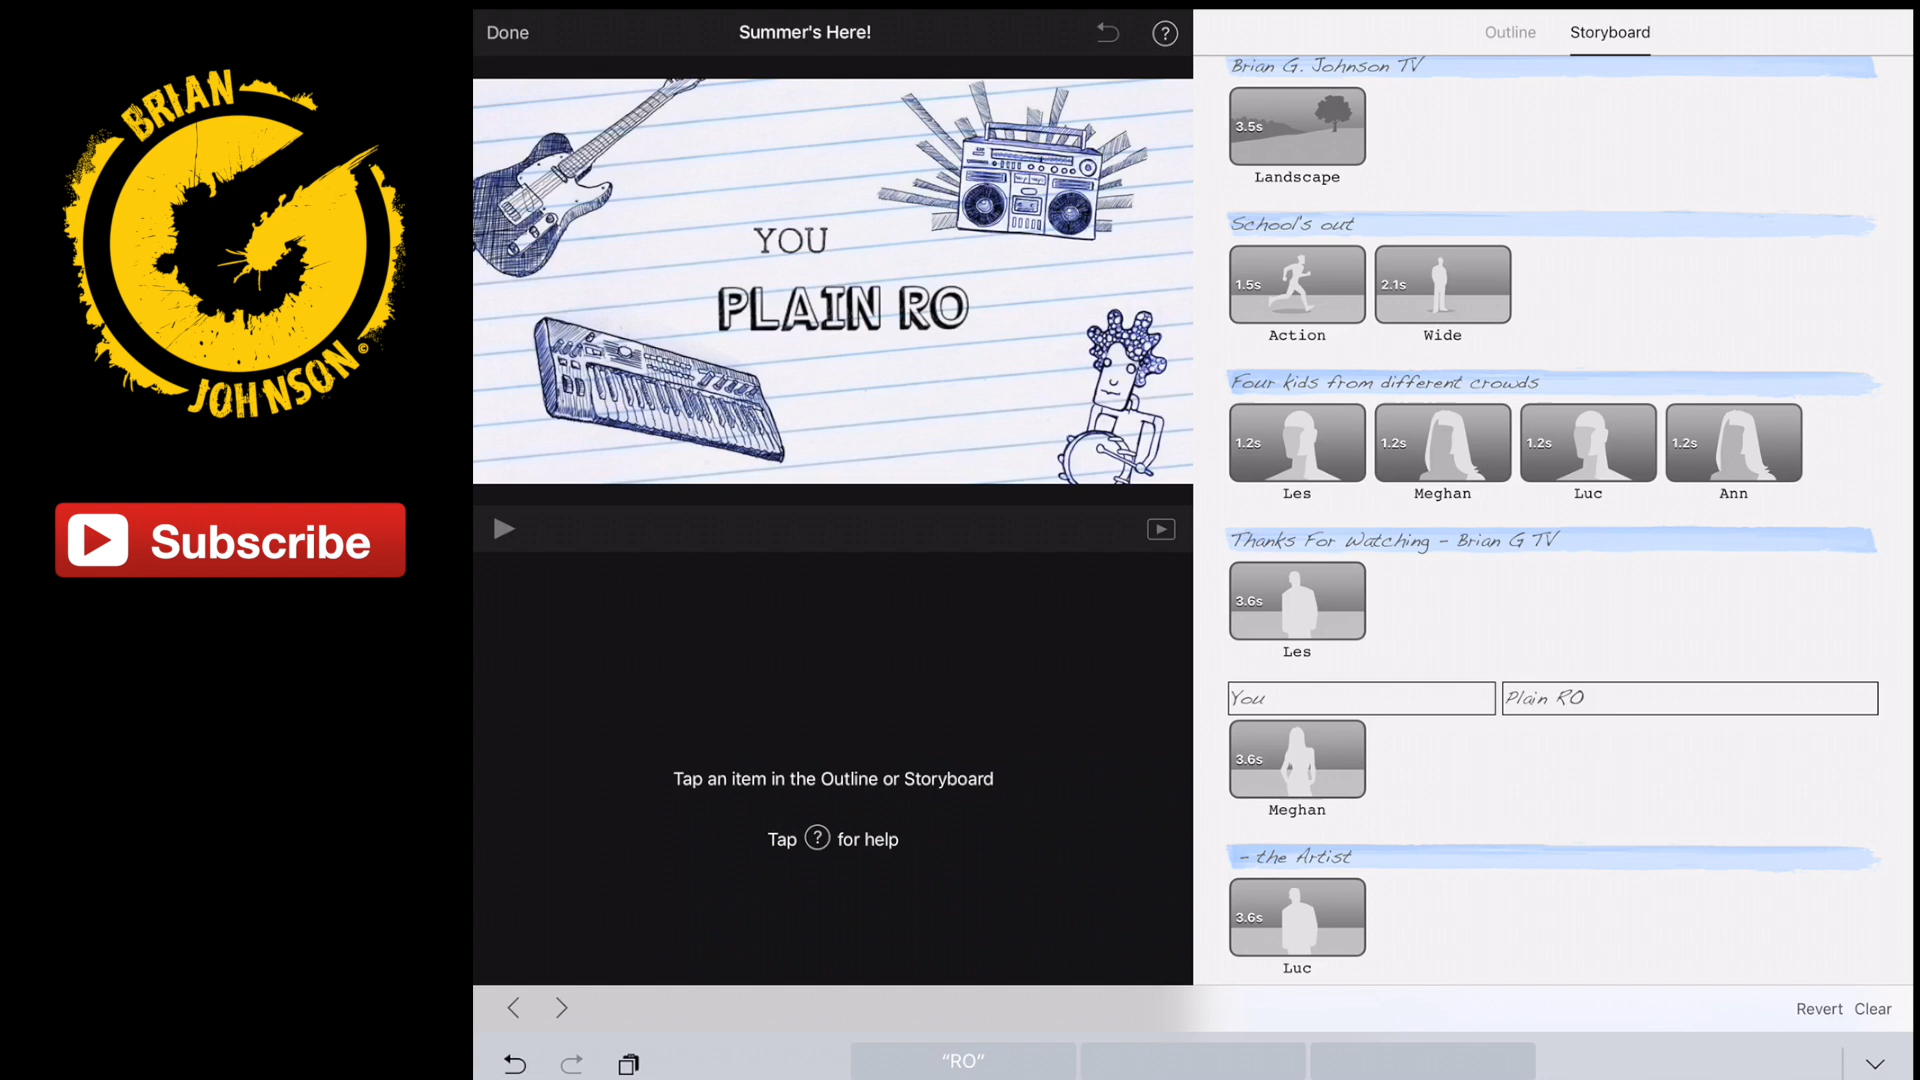 BRIAN
JOHNSON ©
Subscribe
Done
Summer's Here!
?
YOU
PLAIN RO
Tap an item in the Outline or Storyboard
Tap ? for help
Outline
Storyboard
Brian G. Johnson TV
3.5s
Landscape
School's out
1.5s
2.1s
Action
Wide
Four kids from different crowds
1.2s
1.2s
1.2s
1.2s
Les
Meghan
Luc
Ann
Thanks For Watching - Brian G TV
3.6s
Les
You
Plain RO
3.6s
Meghan
- the Artist
3.6s
Luc
Revert
Clear
“RO”